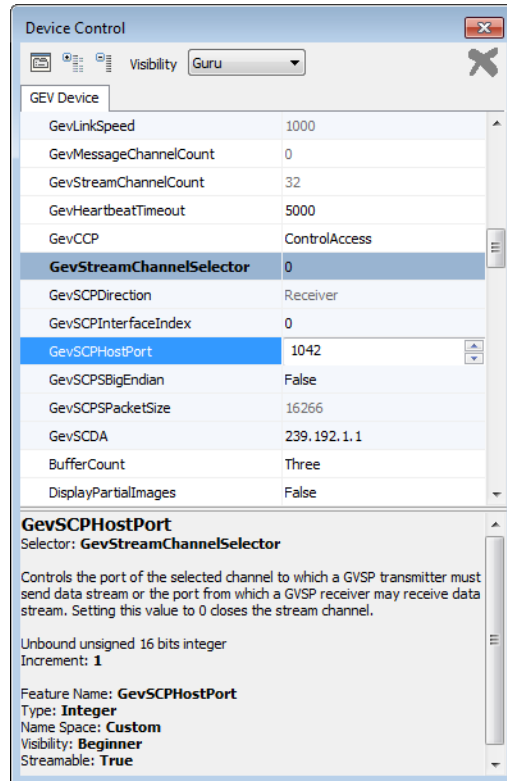 Device Control
Visibility Guru
GEV Device
GevLinkSpeed 1000
GevMessageChannelCount 0
GevStreamChannelCount 32
GevHeartbeatTimeout 5000
GevCCP ControlAccess
GevStreamChannelSelector 0
GevSCPDirection Receiver
GevSCPInterfaceIndex 0
GevSCPHostPort 1042
GevSCPSBigEndian False
GevSCPSPacketSize 16266
GevSCDA 239.192.1.1
BufferCount Three
DisplayPartialImages False
GevSCPHostPort
Selector: GevStreamChannelSelector
Controls the port of the selected channel to which a GVSP transmitter must
send data stream or the port from which a GVSP receiver may receive data
stream. Setting this value to 0 closes the stream channel.
Unbound unsigned 16 bits integer
Increment: 1
Feature Name: GevSCPHostPort
Type: Integer
Name Space: Custom
Visibility: Beginner
Streamable: True